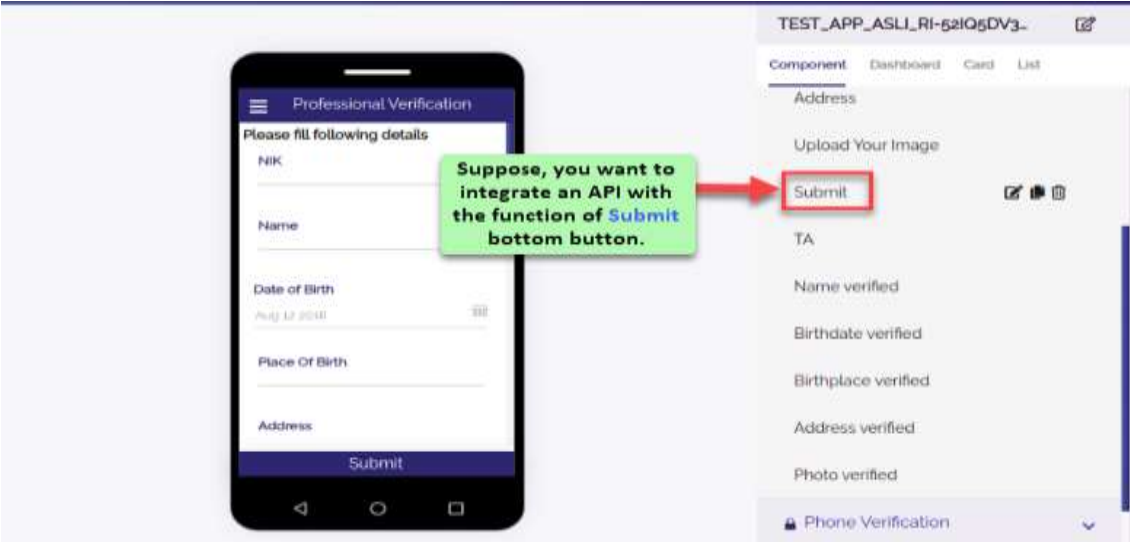 TEST_APP_ASLI_RI-52IQ5DV3..
Component Dashboard Card List
Professional Verification
Please fill following details
NIK
Name
Date of Birth
Place Of Birth
Address
Submit
Suppose, you want to
integrate an API with
the function of Submit
bottom button.
Address
Upload Your Image
Submit
TA
Name verified
Birthdate verified
Birthplace verified
Address verified
Photo verified
Phone Verification